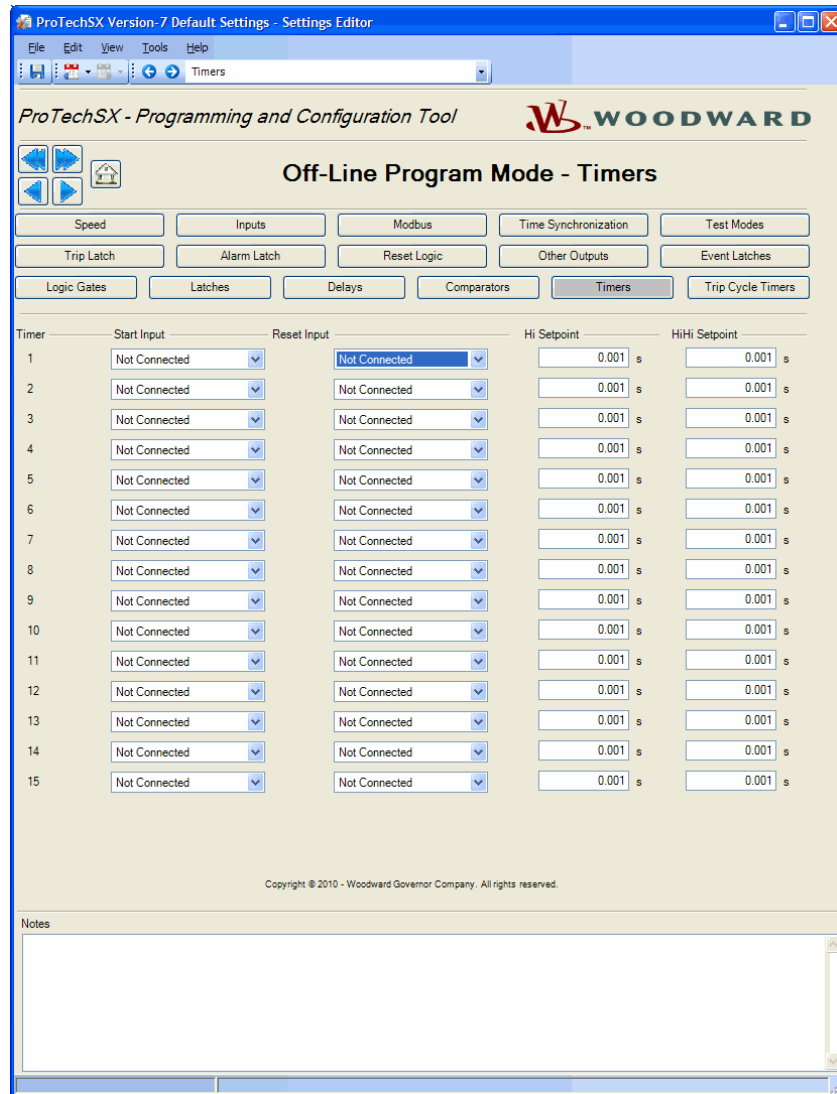 ProTechSX Version-7 Default Settings - Settings Editor
File Edit View Tools Help
Timers
ProTechSX - Programming and Configuration Tool
WOODWARD
Off-Line Program Mode - Timers
Speed Inputs Modbus Time Synchronization Test Modes
Trip Latch Alarm Latch Reset Logic Other Outputs Event Latches
Logic Gates Latches Delays Comparators Timers Trip Cycle Timers
Timer Start Input Reset Input Hi Setpoint HiHi Setpoint
1 Not Connected Not Connected 0.001 s 0.001 s
2 Not Connected Not Connected 0.001 s 0.001 s
3 Not Connected Not Connected 0.001 s 0.001 s
4 Not Connected Not Connected 0.001 s 0.001 s
5 Not Connected Not Connected 0.001 s 0.001 s
6 Not Connected Not Connected 0.001 s 0.001 s
7 Not Connected Not Connected 0.001 s 0.001 s
8 Not Connected Not Connected 0.001 s 0.001 s
9 Not Connected Not Connected 0.001 s 0.001 s
10 Not Connected Not Connected 0.001 s 0.001 s
11 Not Connected Not Connected 0.001 s 0.001 s
12 Not Connected Not Connected 0.001 s 0.001 s
13 Not Connected Not Connected 0.001 s 0.001 s
14 Not Connected Not Connected 0.001 s 0.001 s
15 Not Connected Not Connected 0.001 s 0.001 s
Copyright © 2010 - Woodward Governor Company. All rights reserved.
Notes